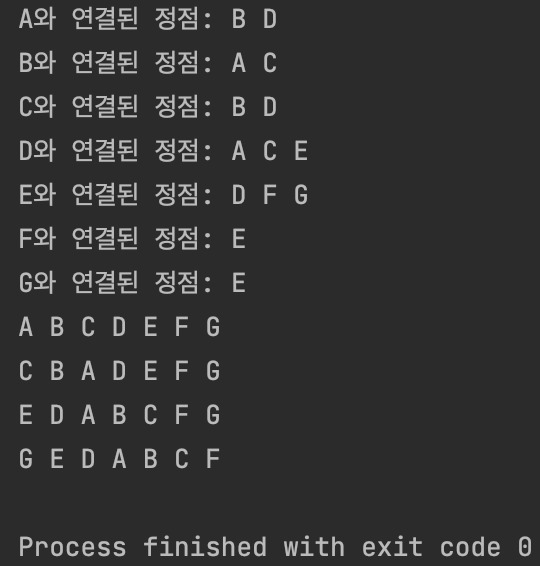 A와 연결된 정점: B D
B와 연결된 정점: A C
C와 연결된 정점: B D
D와 연결된 정점: A C E
E와 연결된 정점: D F G
F와 연결된 정점: E
G와 연결된 정점: E
A B C D E F G
C B A D E F G
E D A B C F G
G E D A B C F
Process finished with exit code 0